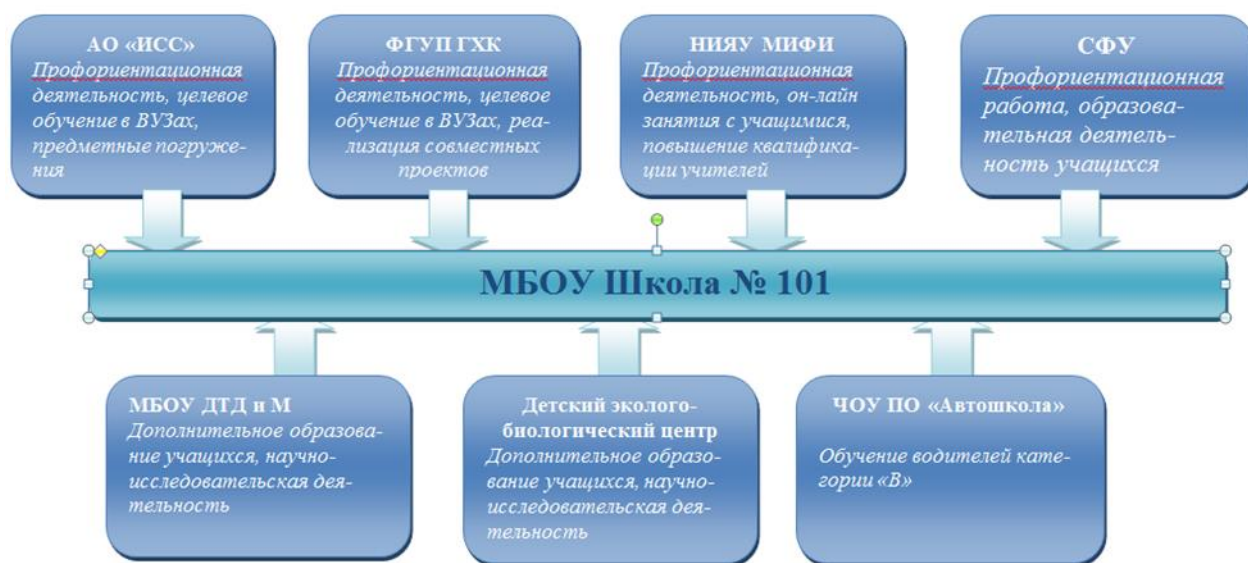 АО «ИСС»
Профориентационная
деятельность, целевое
обучение в ВУЗах,
предметные погруже-
ния
ФГУП ГХК
Профориентационная
деятельность, целевое
обучение в ВУЗах, реа-
лизация совместных
проектов
НИЯУ МИФИ
Профориентационная
деятельность, он-лайн
занятия с учащимися,
повышение квалифика-
ции учителей
СФУ
Профориентационная
работа, образова-
тельная деятель-
ность учащихся
МБОУ Школа № 101
МБОУ ДТД и М
Дополнительное образова-
ние учащихся, научно-
исследовательская дея-
тельность
Детский эколого-
биологический центр
Дополнительное образо-
вание учащихся, научно-
исследовательская дея-
тельность
ЧОУ ПО «Автошкола»
Обучение водителей кате-
гории «В»